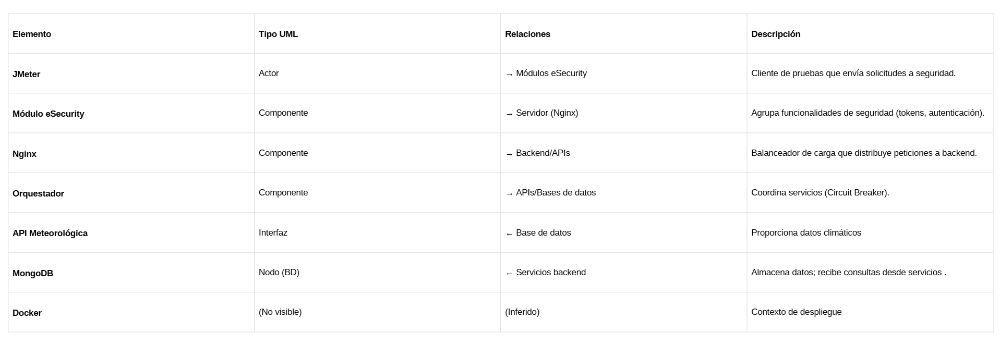 Elemento Tipo UML Relaciones Descripción
JMeter Actor → Módulos eSecurity Cliente de pruebas que envía solicitudes a seguridad.
Módulo eSecurity Componente → Servidor (Nginx) Agrupa funcionalidades de seguridad (tokens, autenticación).
Nginx Componente → Backend/APIs Balanceador de carga que distribuye peticiones a backend.
Orquestador Componente → APIs/Bases de datos Coordina servicios (Circuit Breaker).
API Meteorológica Interfaz ← Base de datos Proporciona datos climáticos
MongoDB Nodo (BD) ← Servicios backend Almacena datos; recibe consultas desde servicios .
Docker (No visible) (Inferido) Contexto de despliegue